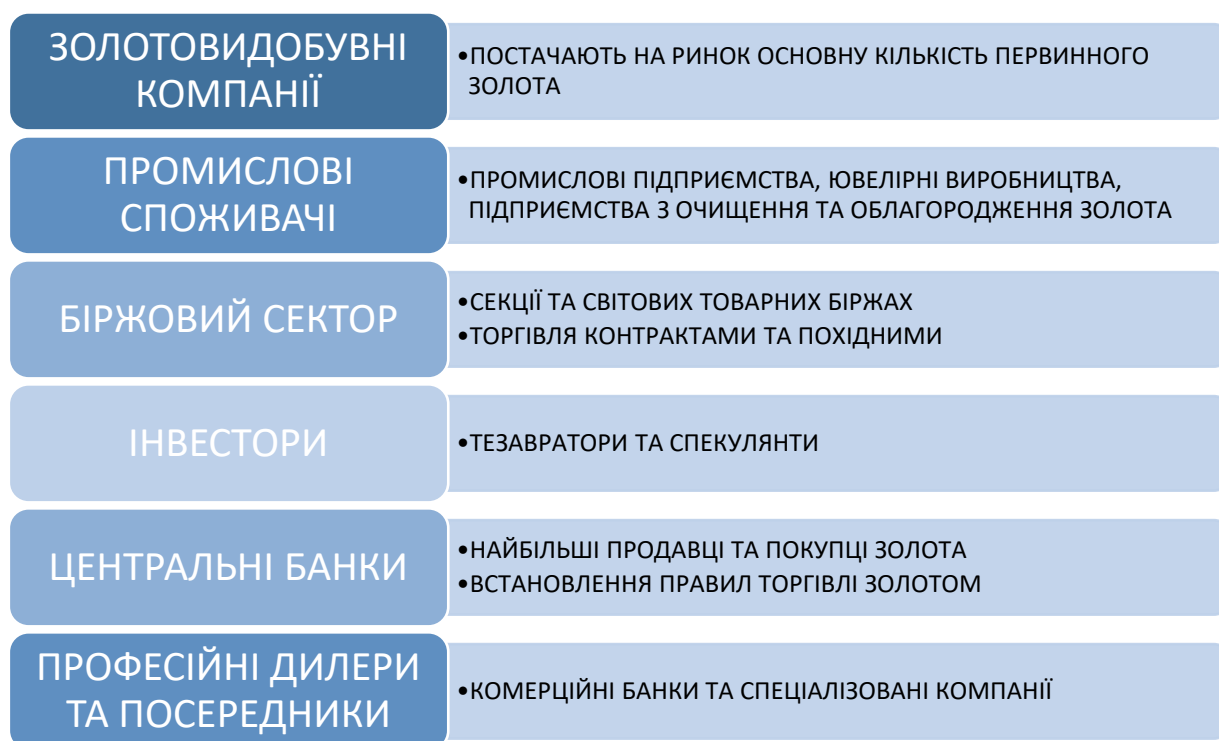 ЗОЛОТОВИДОБУВНІ
КОМПАНІЇ
•ПОСТАЧАЮТЬ НА РИНОК ОСНОВНУ КІЛЬКІСТЬ ПЕРВИННОГО
ЗОЛОТА
ПРОМИСЛОВІ
СПОЖИВАЧІ
•ПРОМИСЛОВІ ПІДПРИЄМСТВА, ЮВЕЛІРНІ ВИРОБНИЦТВА,
ПІДПРИЄМСТВА З ОЧИЩЕННЯ ТА ОБЛАГОРОДЖЕННЯ ЗОЛОТА
БІРЖОВИЙ СЕКТОР
•СЕКЦІЇ ТА СВІТОВИХ ТОВАРНИХ БІРЖАХ
•ТОРГІВЛЯ КОНТРАКТАМИ ТА ПОХІДНИМИ
ІНВЕСТОРИ
•ТЕЗАВРАТОРИ ТА СПЕКУЛЯНТИ
ЦЕНТРАЛЬНІ БАНКИ
•НАЙБІЛЬШІ ПРОДАВЦІ ТА ПОКУПЦІ ЗОЛОТА
•ВСТАНОВЛЕННЯ ПРАВИЛ ТОРГІВЛІ ЗОЛОТОМ
ПРОФЕСІЙНІ ДИЛЕРИ
ТА ПОСЕРЕДНИКИ
•КОМЕРЦІЙНІ БАНКИ ТА СПЕЦІАЛІЗОВАНІ КОМПАНІЇ